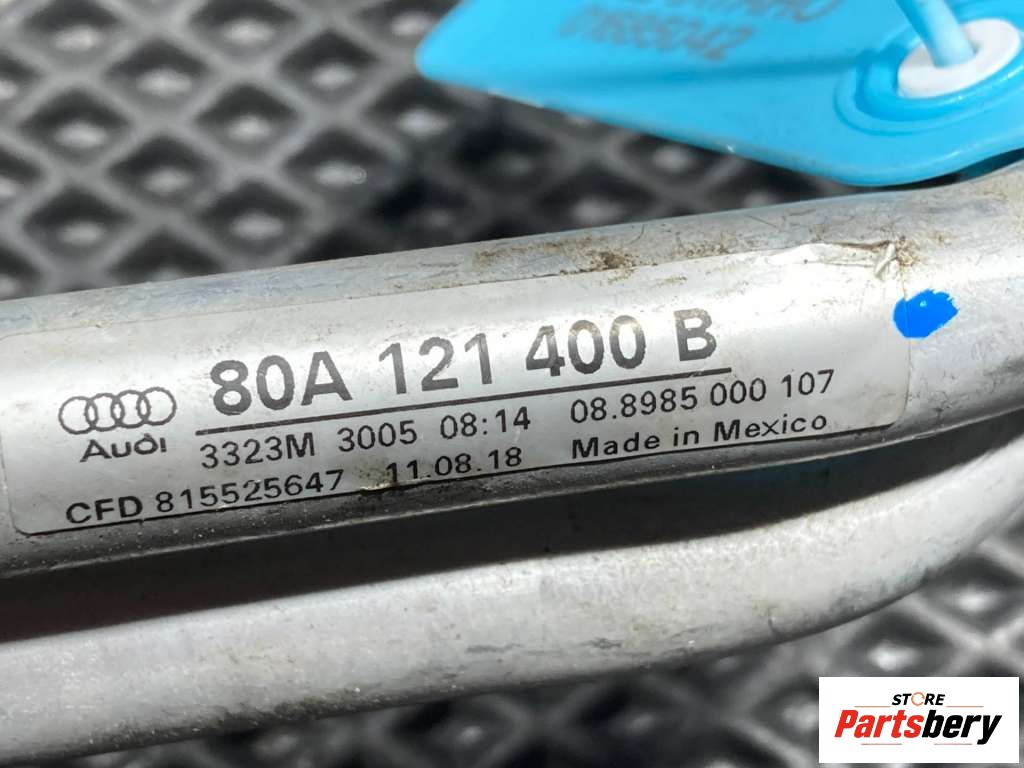 01685042
80A 121 400 B
Audi
3323M 3005 08:14 08.8985 000 107
CFD 815525647 11.08.18 Made in Mexico
STORE
Partsbery